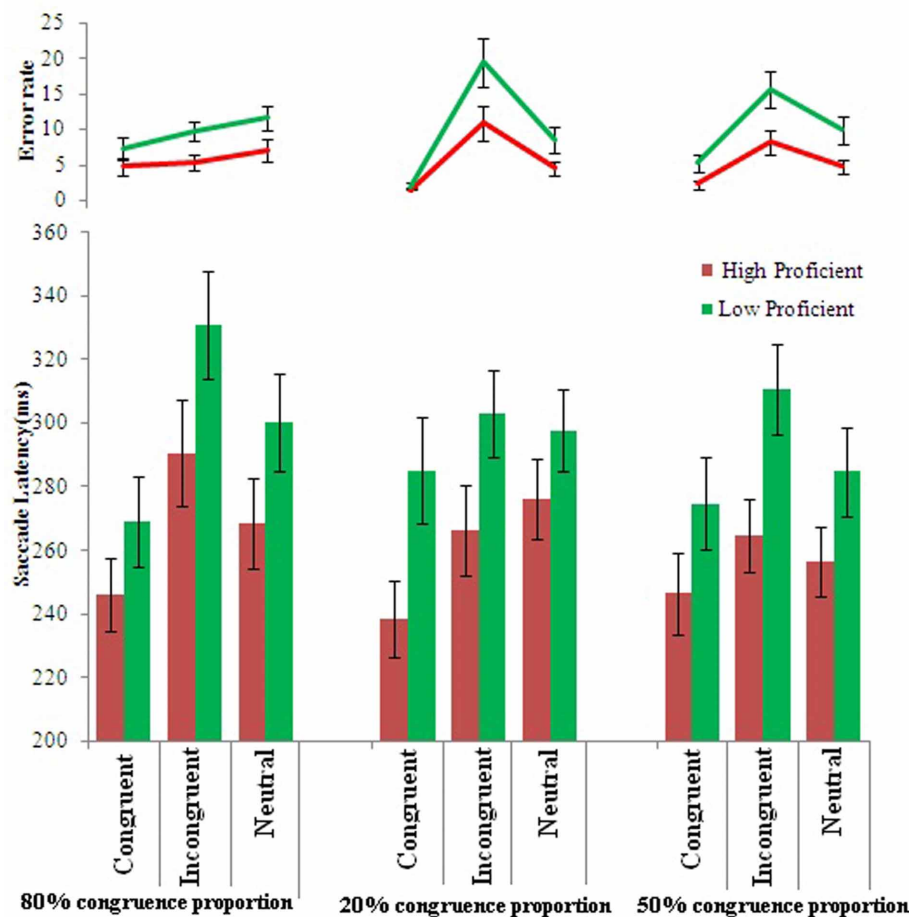 25
20
15
10
5
0
Error rate
360
340
320
300
280
260
240
220
200
Saccade Latency(ms)
High Proficient
Low Proficient
Congruent
Incongruent
Neutral
Congruent
Incongruent
Neutral
Congruent
Incongruent
Neutral
80% congruence proportion
20% congruence proportion
50% congruence proportion